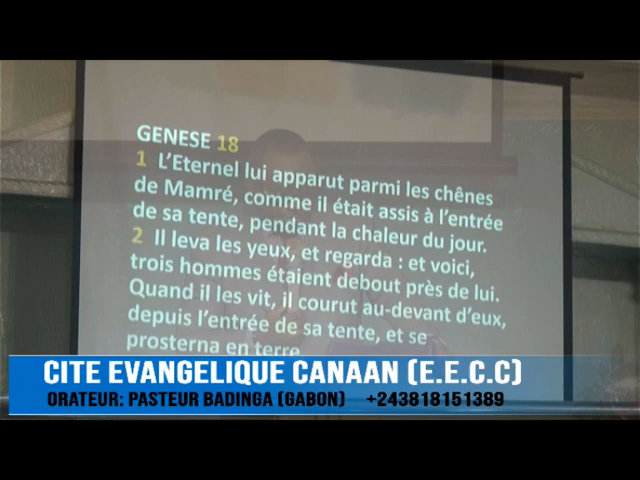 GENESE 18
1 L'Eternel lui apparut parmi les chênes
de Mamré, comme il était assis à l'entrée
de sa tente, pendant la chaleur du jour.
2 Il leva les yeux, et regarda : et voici,
trois hommes étaient debout près de lui.
Quand il les vit, il courut au-devant d'eux,
depuis l'entrée de sa tente, et se
prosterna en terre
CITE EVANGELIQUE CANAAN (E.E.C.C)
ORATEUR: PASTEUR BADINGA (GABON) +243818151389